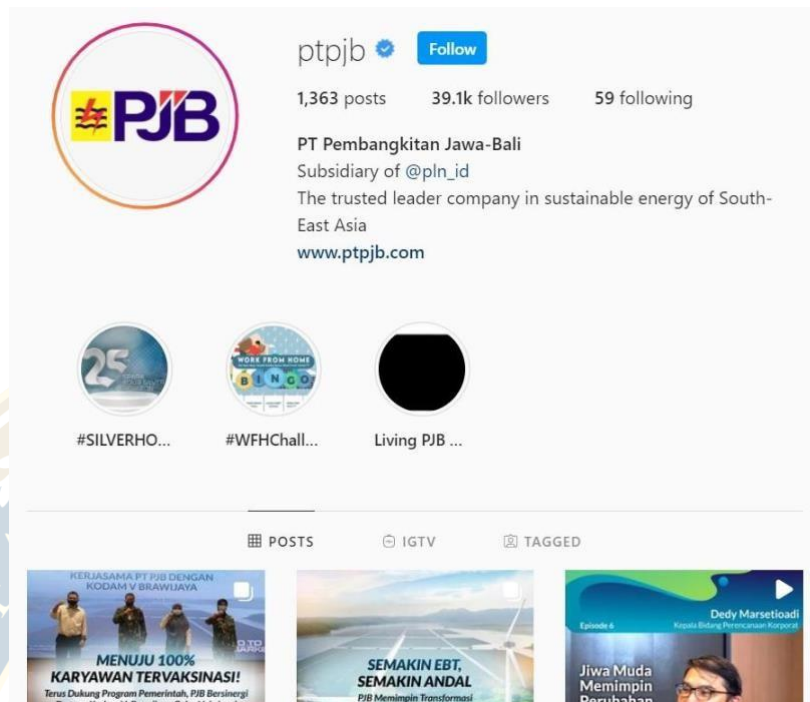 PJB
ptpjb Follow
1,363 posts 39.1k followers 59 following
PT Pembangkitan Jawa-Bali
Subsidiary of @pln_id
The trusted leader company in sustainable energy of South-
East Asia
www.ptpjb.com
25
WORK FROM HOME
BINGO
#SILVERHO... #WFHChall... Living PJB ...
POSTS IGTV TAGGED
KERJASAMA PT PJB DENGAN
KODAM V BRAWIJAYA
MENUJU 100%
KARYAWAN TERVAKSINASI!
Terus Dukung Program Pemerintah, PJB Bersinergi
SEMAKIN EBT,
SEMAKIN ANDAL
PJB Memimpin Transformasi
Episode 6
Dedy Marsetioadi
Kepala Bidang Perencanaan Korporat
Jiwa Muda
Memimpin
Perubahan